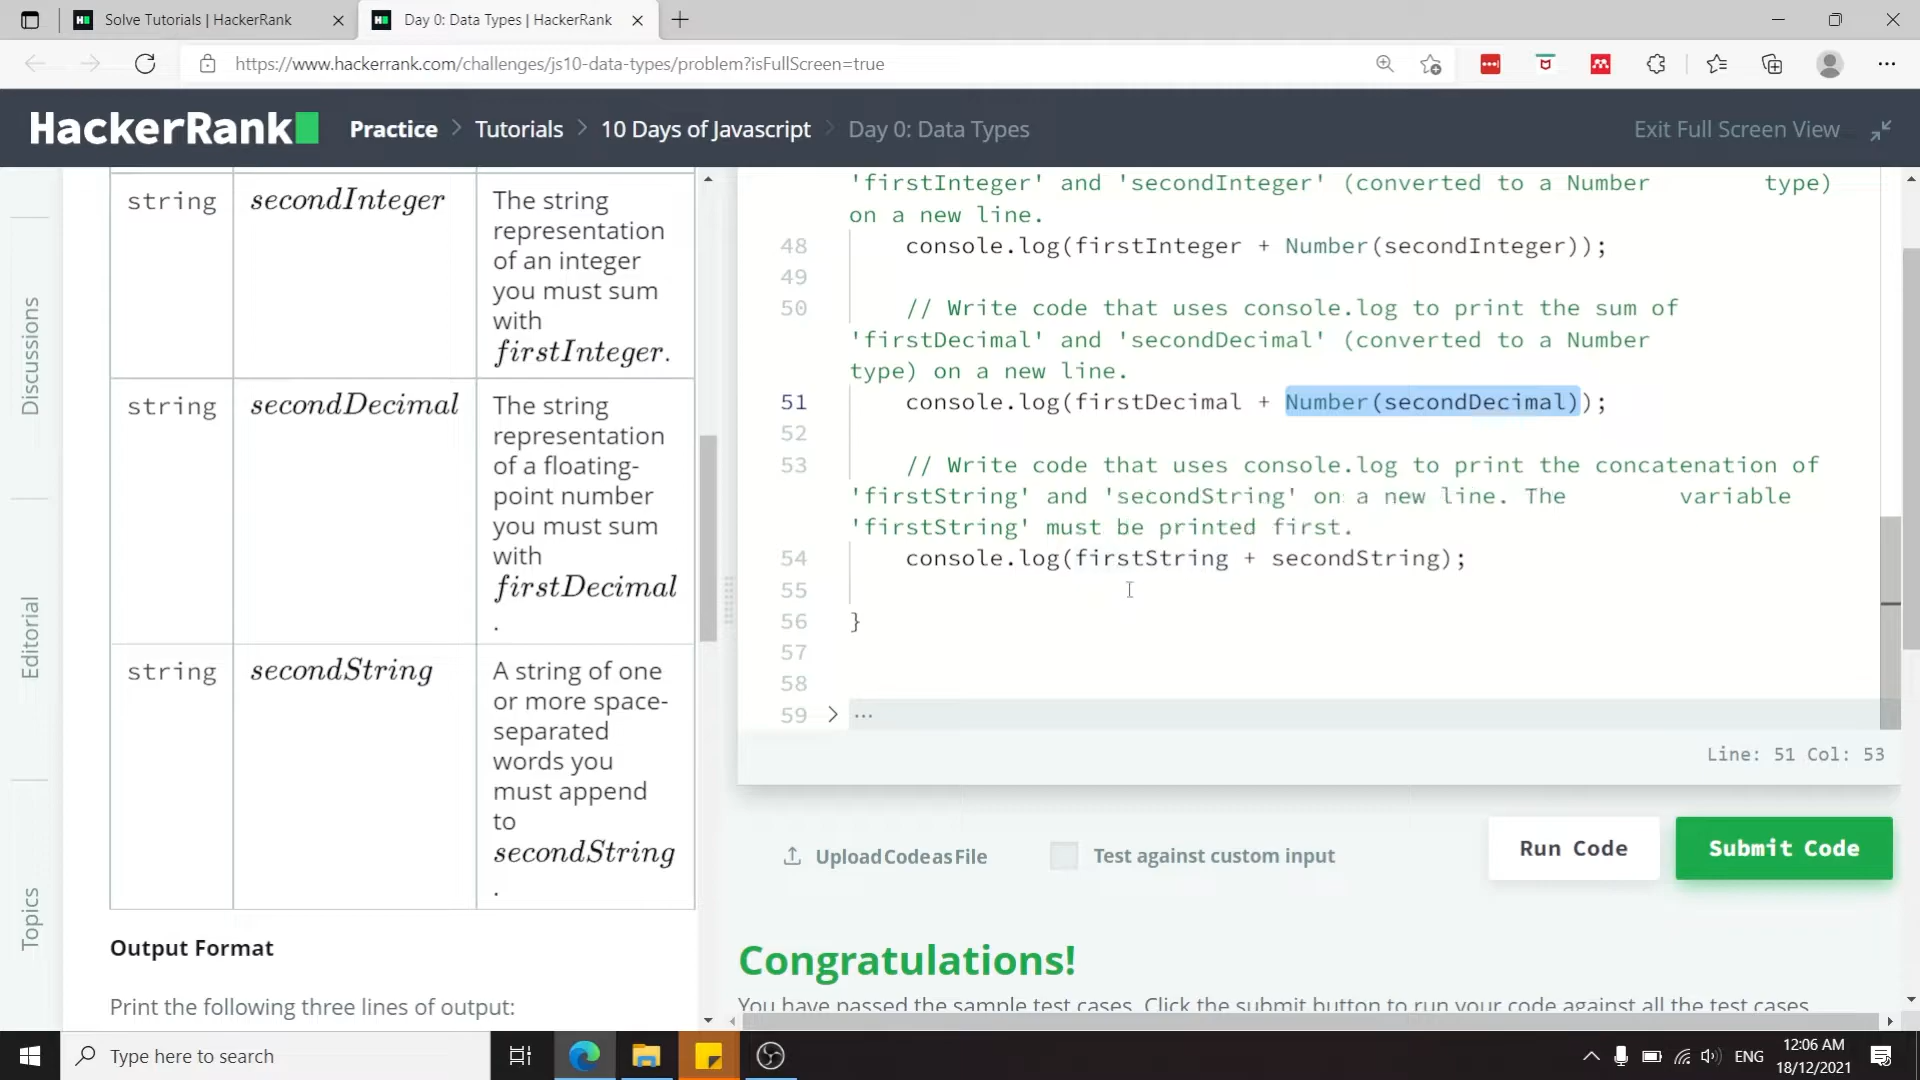 Solve Tutorials | HackerRank
Day 0: Data Types | HackerRank
https://www.hackerrank.com/challenges/js10-data-types/problem?isFullScreen=true
HackerRank
Practice > Tutorials > 10 Days of Javascript > Day 0: Data Types
Exit Full Screen View
Discussions
Editorial
Topics
string
secondInteger
The string
representation
of an integer
you must sum
with
firstInteger.
string
secondDecimal
The string
representation
of a floating-
point number
you must sum
with
firstDecimal
.
string
secondString
A string of one
or more space-
separated
words you
must append
to
secondString
.
Output Format
Print the following three lines of output:
'firstInteger' and 'secondInteger' (converted to a Number type)
on a new line.
48 console.log(firstInteger + Number(secondInteger));
49
50 // Write code that uses console.log to print the sum of
'firstDecimal' and 'secondDecimal' (converted to a Number
type) on a new line.
51 console.log(firstDecimal + Number(secondDecimal));
52
53 // Write code that uses console.log to print the concatenation of
'firstString' and 'secondString' on a new line. The variable
'firstString' must be printed first.
54 console.log(firstString + secondString);
55
56 }
57
58
59 > ...
Line: 51 Col: 53
Upload Code as File
Test against custom input
Run Code
Submit Code
Congratulations!
You have passed the sample test cases. Click the submit button to run your code against all the test cases.
Type here to search
ENG
12:06 AM
18/12/2021